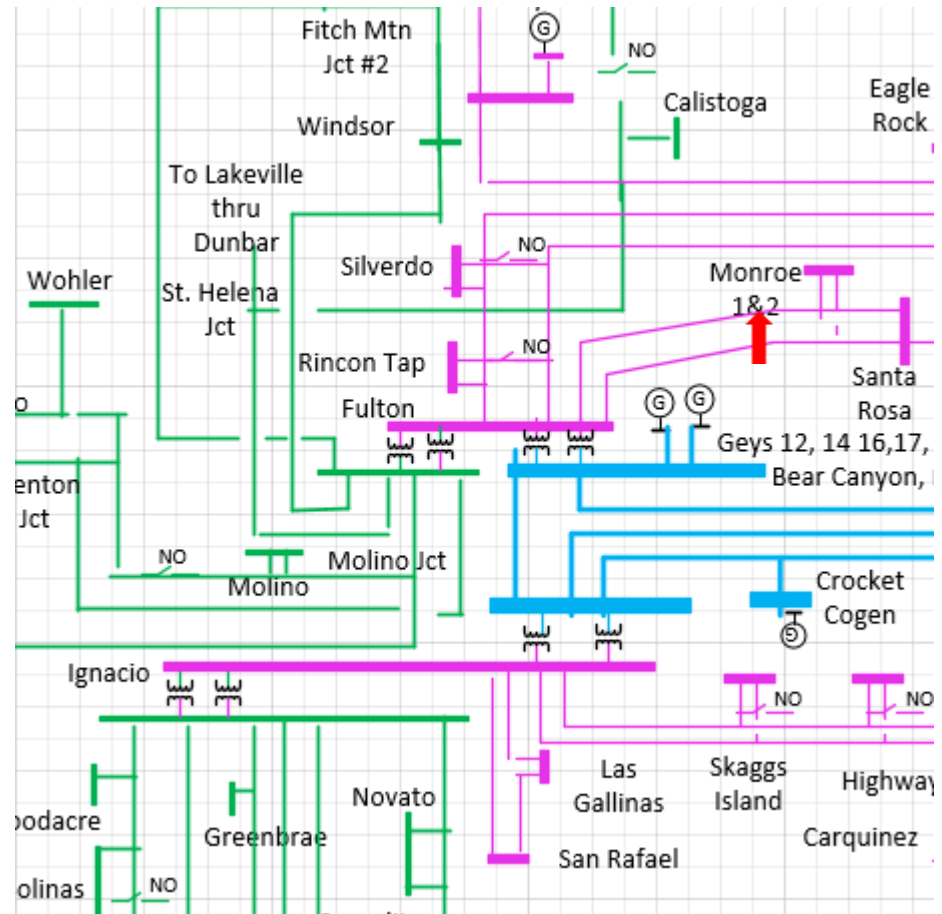 Fitch Mtn
Jct #2
G
NO
Eagle
Rock
Calistoga
Windsor
To Lakeville
thru
Dunbar
NO
Silverdo
Monroe
1&2
Wohler
St. Helena
Jct
NO
Rincon Tap
Santa
Rosa
O
Fulton
G
G
Geys 12, 14 16,17,
Bear Canyon,
enton
Jct
NO
Molino Jct
Molino
Crocket
Cogen
G
Ignacio
NO
NO
Las
Gallinas
Skaggs
Island
Highway
Novato
oodacre
Greenbrae
Carquinez
San Rafael
olinas
NO